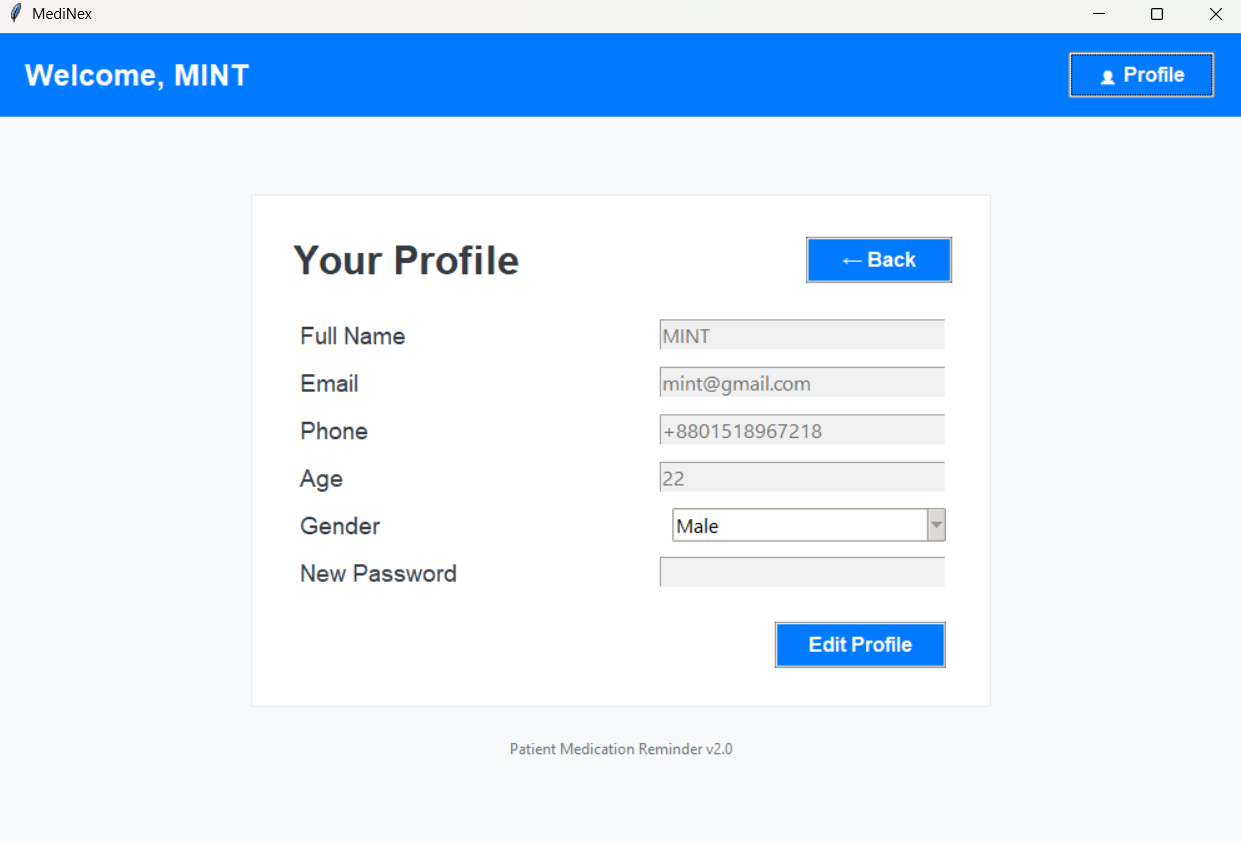 MediNex
Welcome, MINT
Profile
Your Profile
← Back
Full Name
MINT
Email
mint@gmail.com
Phone
+8801518967218
Age
22
Gender
Male
New Password
Edit Profile
Patient Medication Reminder v2.0